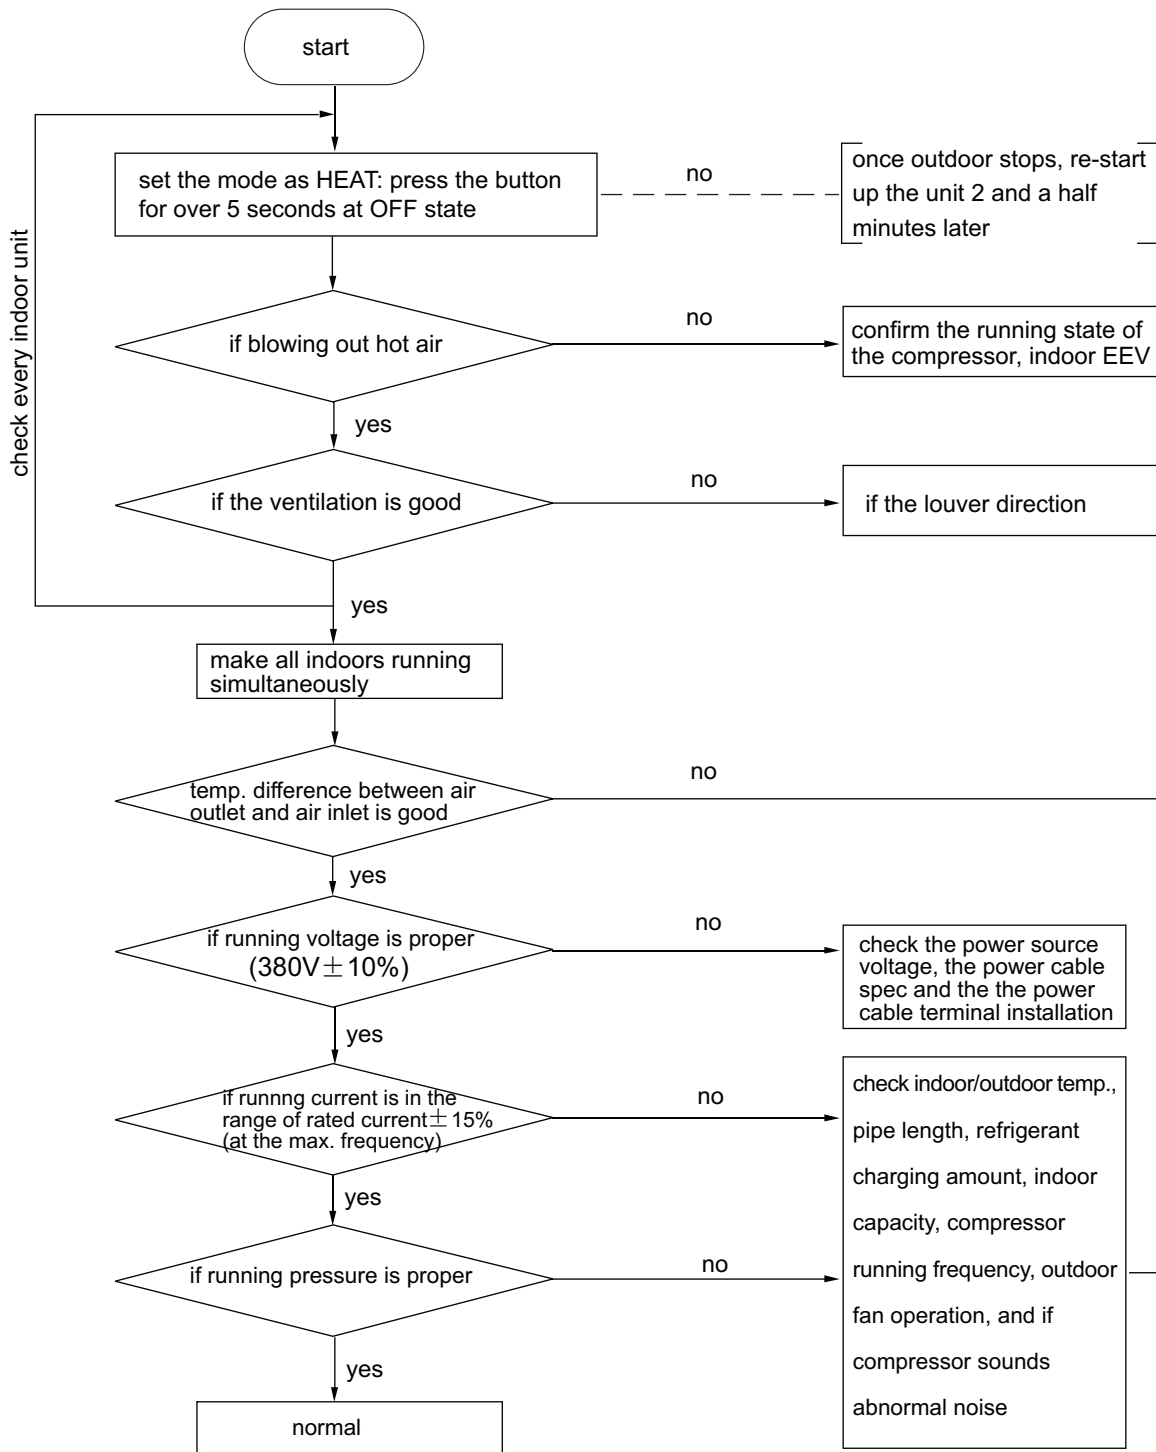 start
set the mode as HEAT: press the button
for over 5 seconds at OFF state
no
once outdoor stops, re-start
up the unit 2 and a half
minutes later
check every indoor unit
if blowing out hot air
no
confirm the running state of
the compressor, indoor EEV
yes
if the ventilation is good
no
if the louver direction
yes
make all indoors running
simultaneously
temp. difference between air
outlet and air inlet is good
no
yes
if running voltage is proper
(380V±10%)
no
check the power source
voltage, the power cable
spec and the the power
cable terminal installation
yes
if runnng current is in the
range of rated current±15%
(at the max. frequency)
no
check indoor/outdoor temp.,
pipe length, refrigerant
charging amount, indoor
capacity, compressor
running frequency, outdoor
fan operation, and if
compressor sounds
abnormal noise
yes
if running pressure is proper
no
yes
normal